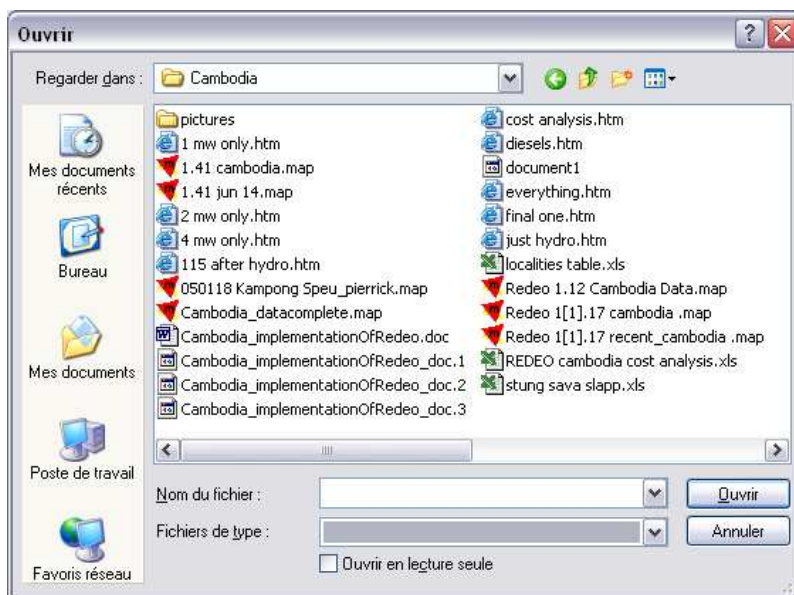 Ouvrir
Regarder dans :
Cambodia
Mes documents
récents
Bureau
Mes documents
Poste de travail
Favoris réseau
pictures
1 mw only.htm
1.41 cambodia.map
1.41 jun 14.map
2 mw only.htm
4 mw only.htm
115 after hydro.htm
050118 Kampong Speu_pierrick.map
Cambodia_datacomplete.map
Cambodia_implementationOfRedeo.doc
Cambodia_implementationOfRedeo_doc.1
Cambodia_implementationOfRedeo_doc.2
Cambodia_implementationOfRedeo_doc.3
cost analysis.htm
diesels.htm
document1
everything.htm
final one.htm
just hydro.htm
localities table.xls
Redeo 1.12 Cambodia Data.map
Redeo 1[1].17 cambodia .map
Redeo 1[1].17 recent_cambodia .map
REDEO cambodia cost analysis.xls
stung sava slapp.xls
Nom du fichier :
Ouvrir
Fichiers de type :
Annuler
Ouvrir en lecture seule